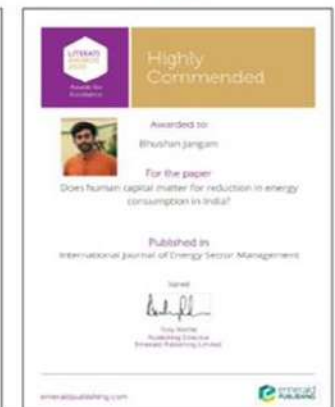 LITERATI
AWARDS
Awards for
Excellence
Highly
Commended
Awarded to
Bhushan Jangam
For the paper
Does human capital matter for reduction in energy
consumption in India?
Published in
International Journal of Energy Sector Management
Signed
Tony Roche
Publishing Director
Emerald Publishing Limited
emeraldpublishing.com
emerald
PUBLISHING